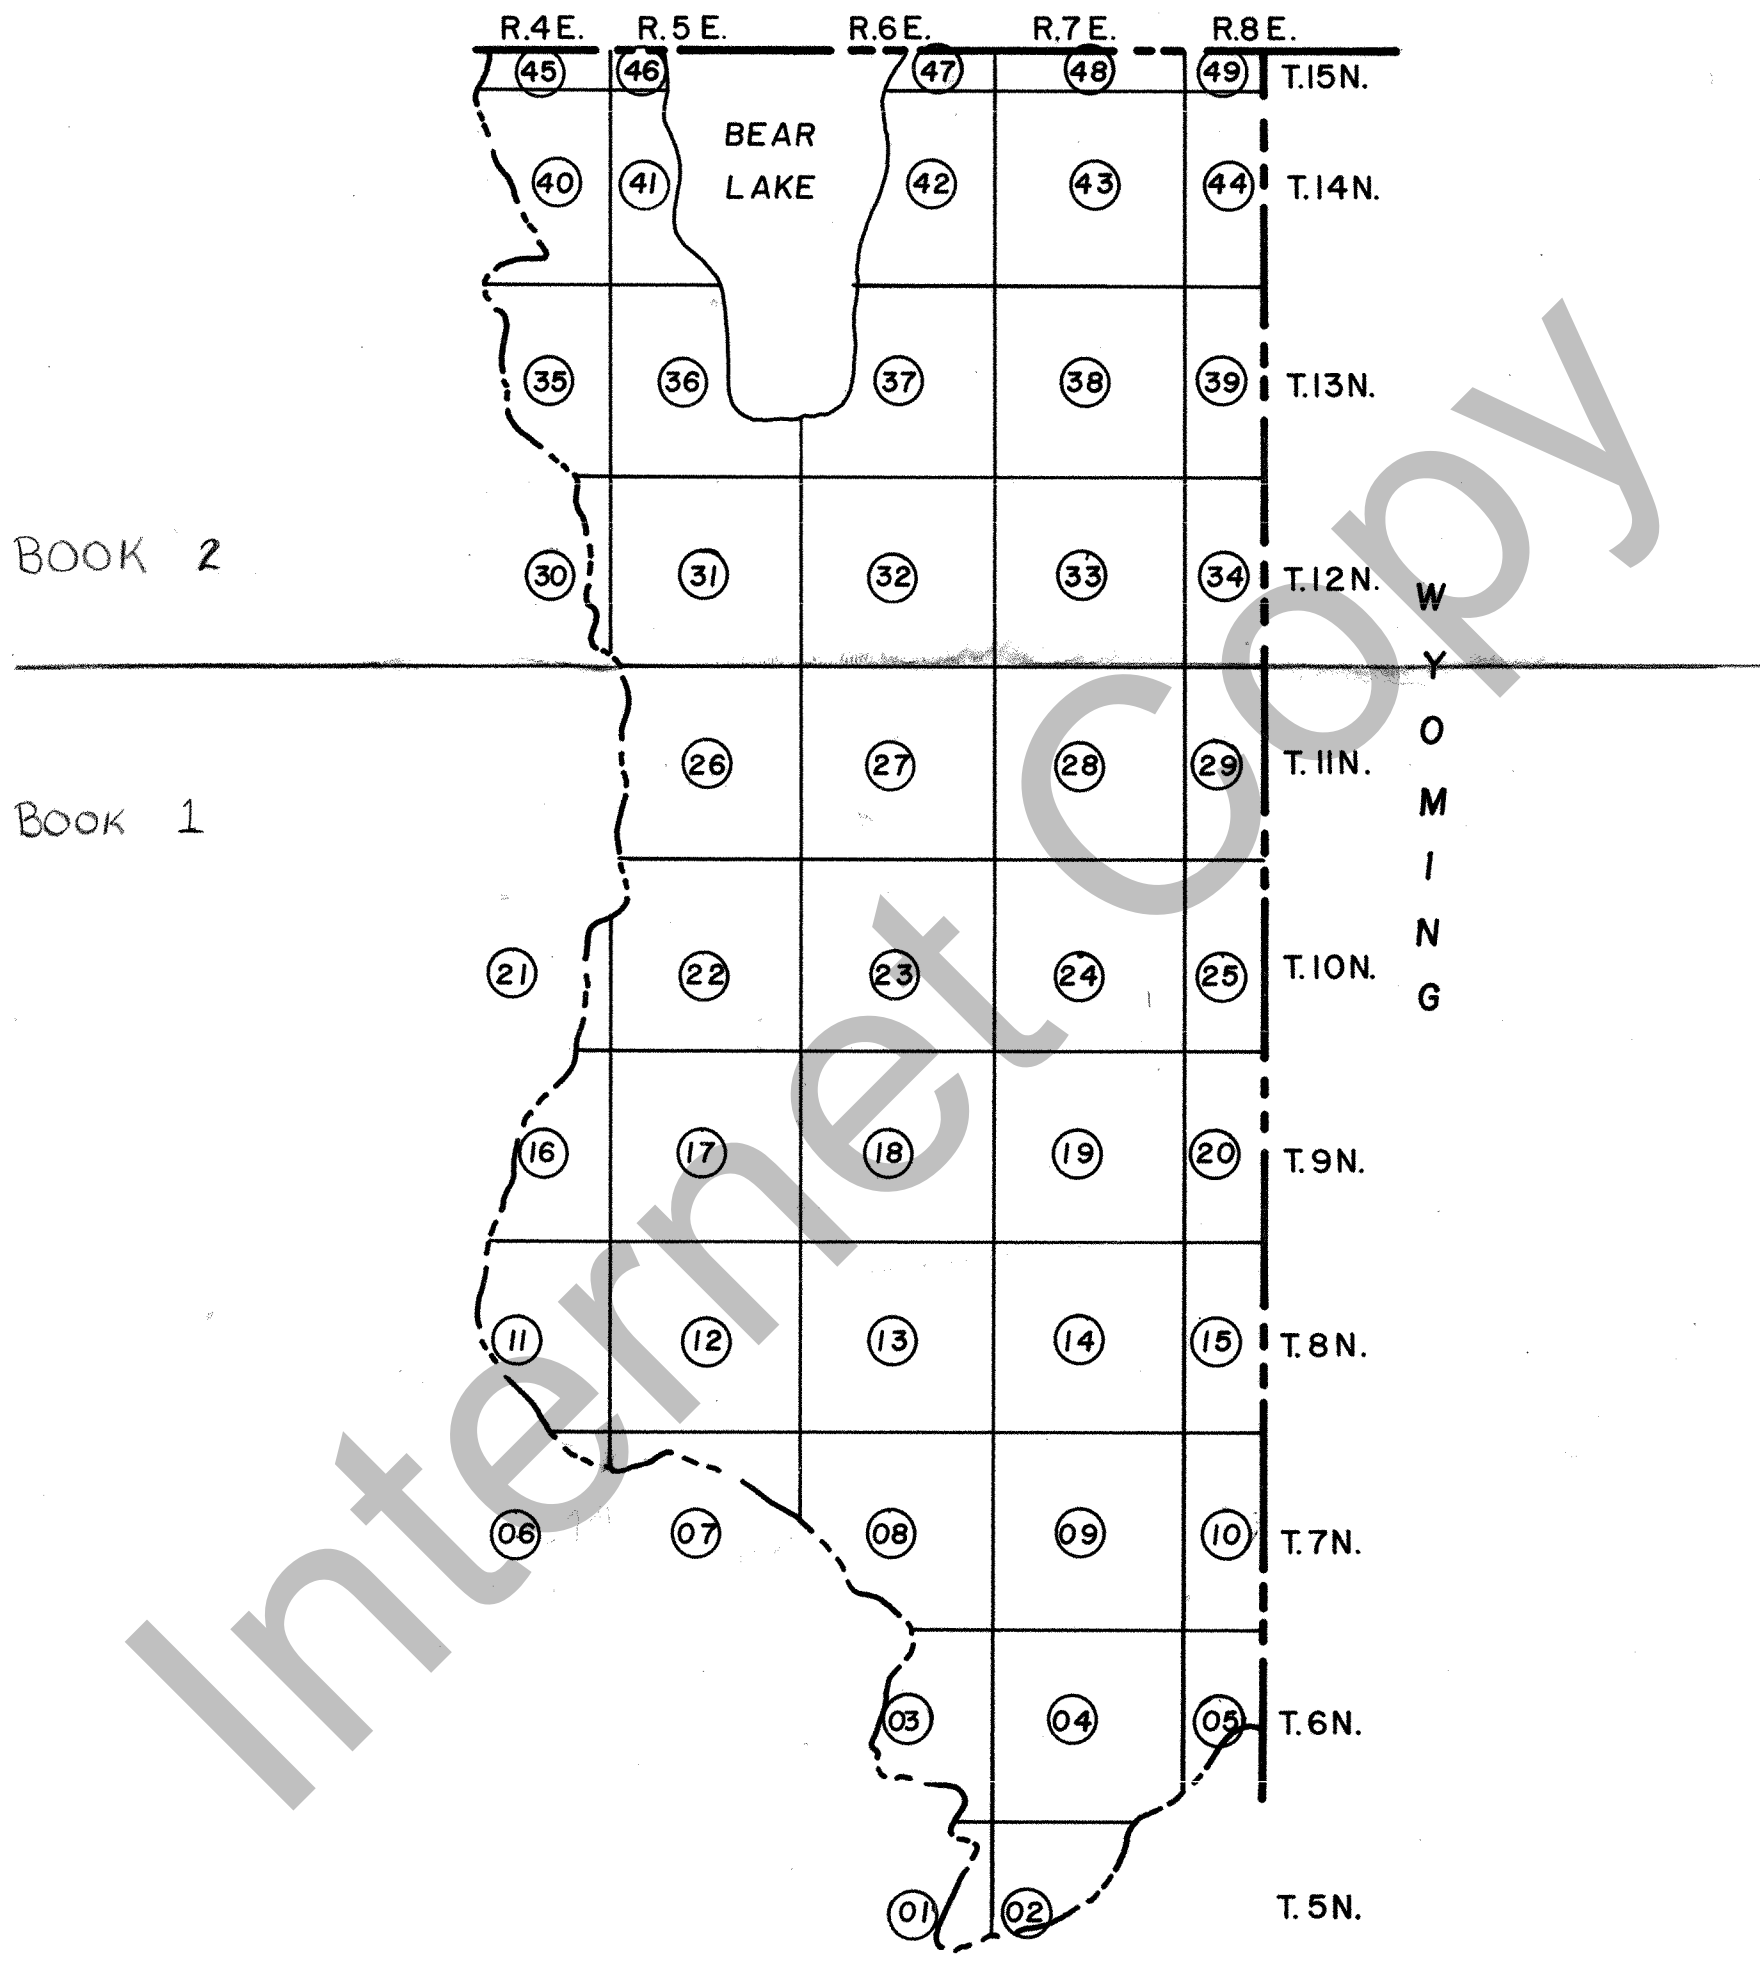 R.4E. R.5E. R.6E. R.7E. R.8E.
45 46 47 48 49 T.15N.
BEAR
LAKE
40 41 42 43 44 T.14N.
35 36 37 38 39 T.13N.
BOOK 2
30 31 32 33 34 T.12N.
WYOMING
26 27 28 29 T.11N.
BOOK 1
21 22 23 24 25 T.10N.
16 17 18 19 20 T.9N.
11 12 13 14 15 T.8N.
06 07 08 09 10 T.7N.
03 04 05 T.6N.
01 02 T.5N.
Internet Copy